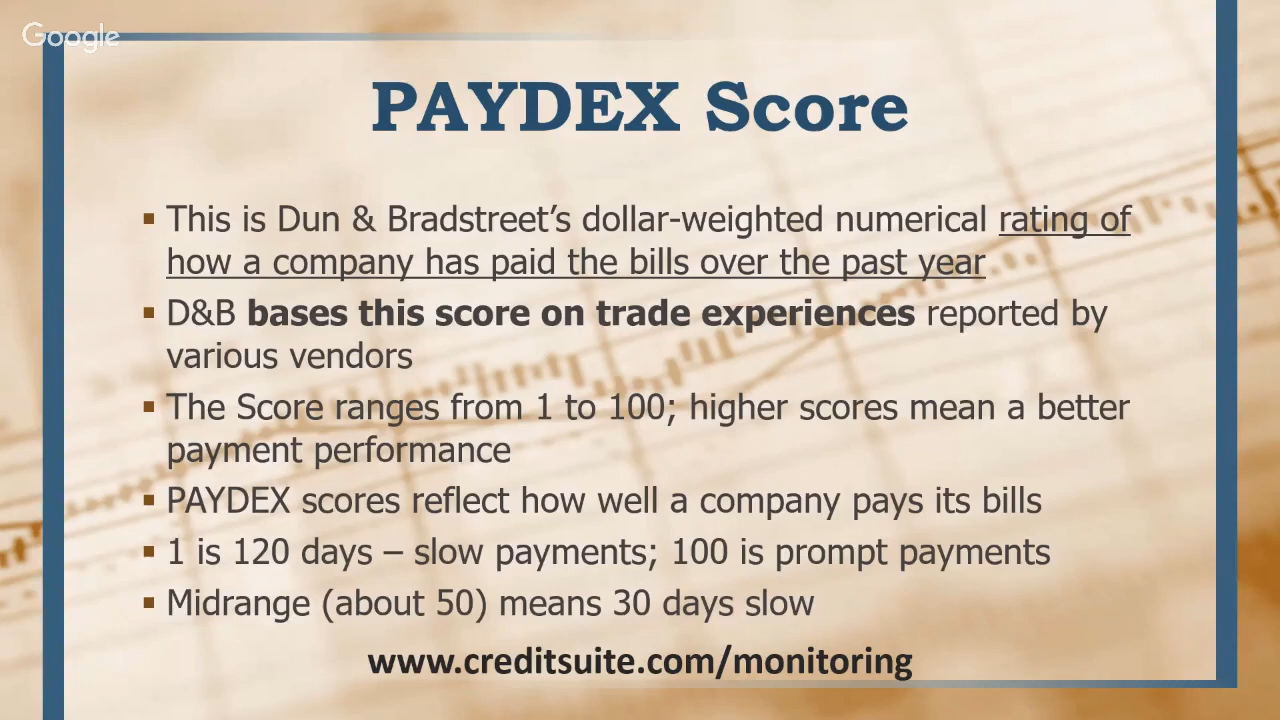 Google
PAYDEX Score
▪ This is Dun & Bradstreet’s dollar-weighted numerical rating of
how a company has paid the bills over the past year
▪ D&B bases this score on trade experiences reported by
various vendors
▪ The Score ranges from 1 to 100; higher scores mean a better
payment performance
▪ PAYDEX scores reflect how well a company pays its bills
▪ 1 is 120 days – slow payments; 100 is prompt payments
▪ Midrange (about 50) means 30 days slow
www.creditsuite.com/monitoring